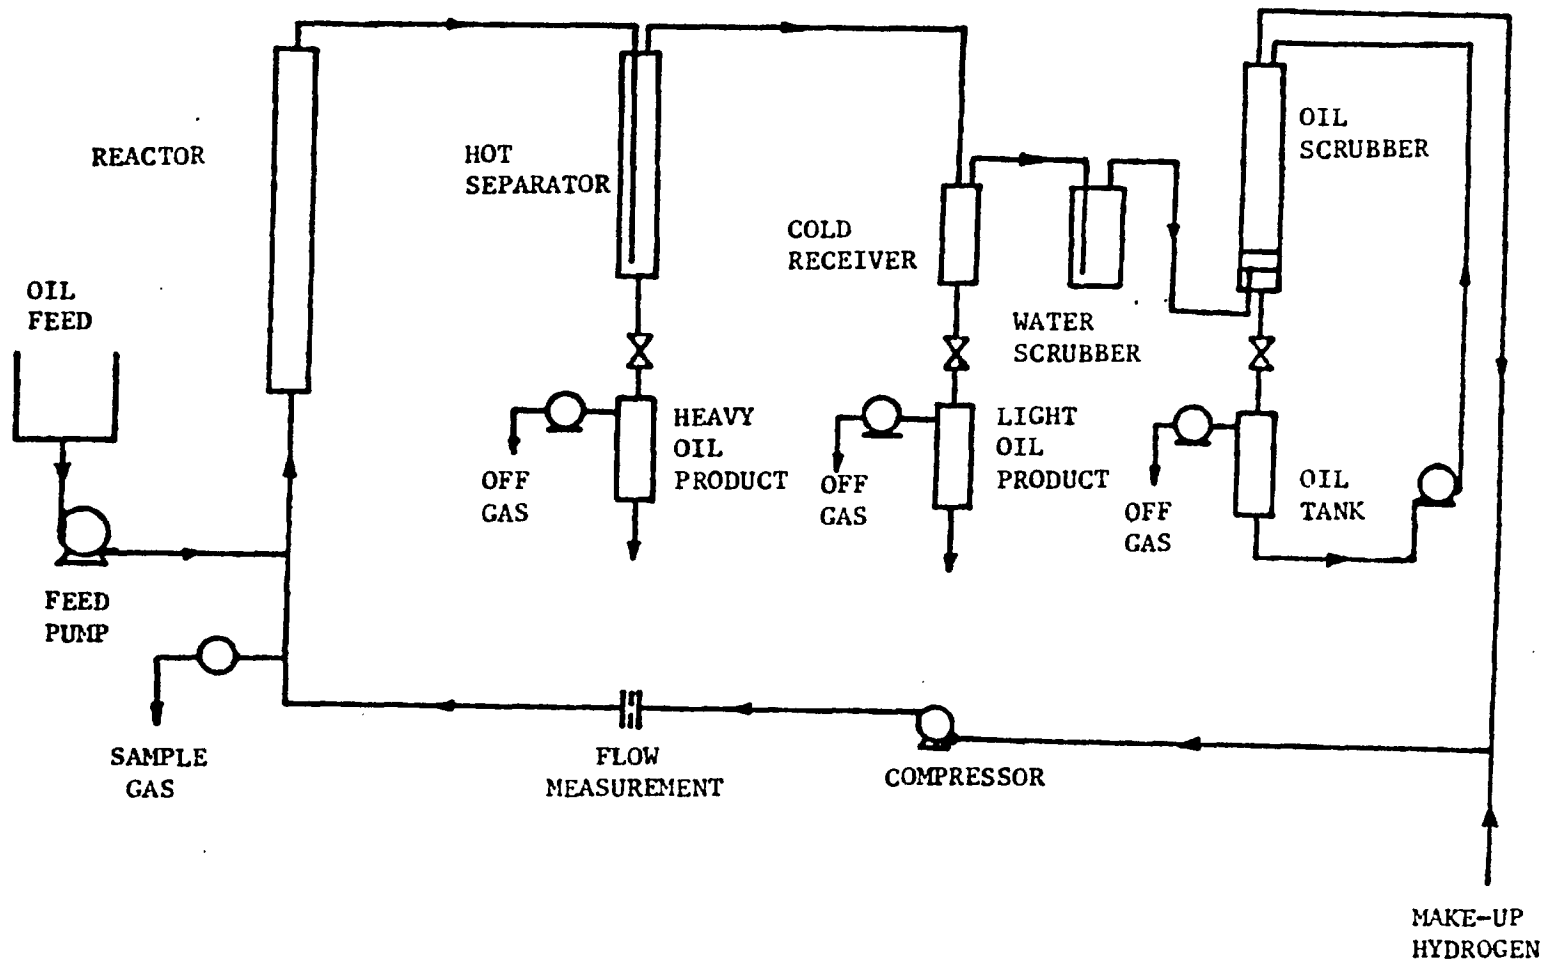 REACTOR
HOT
SEPARATOR
OIL
SCRUBBER
COLD
RECEIVER
OIL
FEED
WATER
SCRUBBER
HEAVY
OIL
PRODUCT
LIGHT
OIL
PRODUCT
OFF
GAS
OFF
GAS
OFF
GAS
OIL
TANK
FEED
PUMP
SAMPLE
GAS
FLOW
MEASUREMENT
COMPRESSOR
MAKE-UP
HYDROGEN